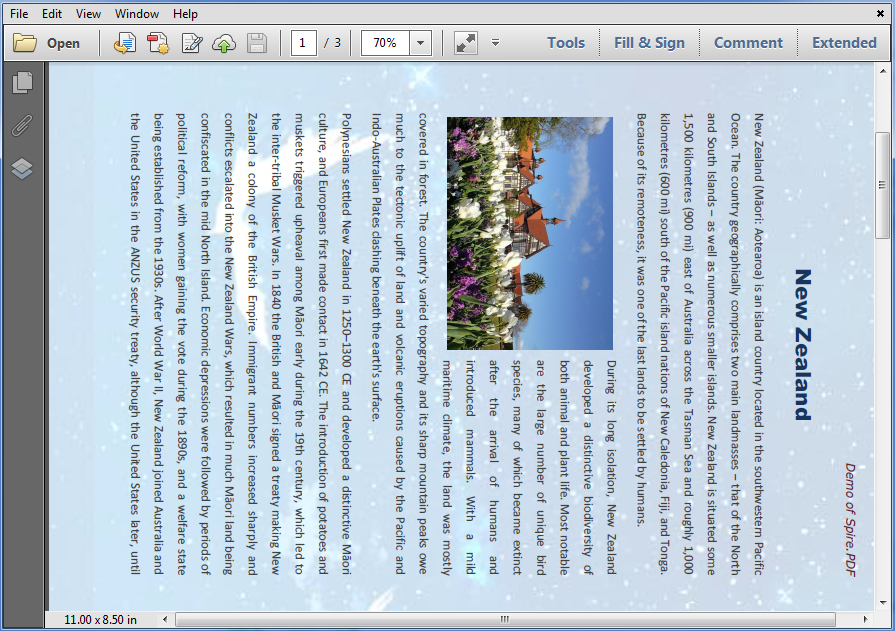 File Edit View Window Help
Open
1 / 3
70%
Tools
Fill & Sign
Comment
Extended
Demo of Spire.PDF
New Zealand
New Zealand (Māori: Aotearoa) is an island country located in the southwestern Pacific
Ocean. The country geographically comprises two main landmasses – that of the North
and South Islands – as well as numerous smaller islands. New Zealand is situated some
1,500 kilometres (900 mi) east of Australia across the Tasman Sea and roughly 1,000
kilometres (600 mi) south of the Pacific island nations of New Caledonia, Fiji, and Tonga.
Because of its remoteness, it was one of the last lands to be settled by humans.
During its long isolation, New Zealand
developed a distinctive biodiversity of
both animal and plant life. Most notable
are the large number of unique bird
species, many of which became extinct
after the arrival of humans and
introduced mammals. With a mild
maritime climate, the land was mostly
covered in forest. The country's varied topography and its sharp mountain peaks owe
much to the tectonic uplift of land and volcanic eruptions caused by the Pacific and
Indo-Australian Plates clashing beneath the earth's surface.
Polynesians settled New Zealand in 1250–1300 CE and developed a distinctive Māori
culture, and Europeans first made contact in 1642 CE. The introduction of potatoes and
muskets triggered upheaval among Māori early during the 19th century, which led to
the inter-tribal Musket Wars. In 1840 the British and Māori signed a treaty making New
Zealand a colony of the British Empire. Immigrant numbers increased sharply and
conflicts escalated into the New Zealand Wars, which resulted in much Māori land being
confiscated in the mid North Island. Economic depressions were followed by periods of
political reform, with women gaining the vote during the 1890s, and a welfare state
being established from the 1930s. After World War II, New Zealand joined Australia and
the United States in the ANZUS security treaty, although the United States later, until
11.00 x 8.50 in